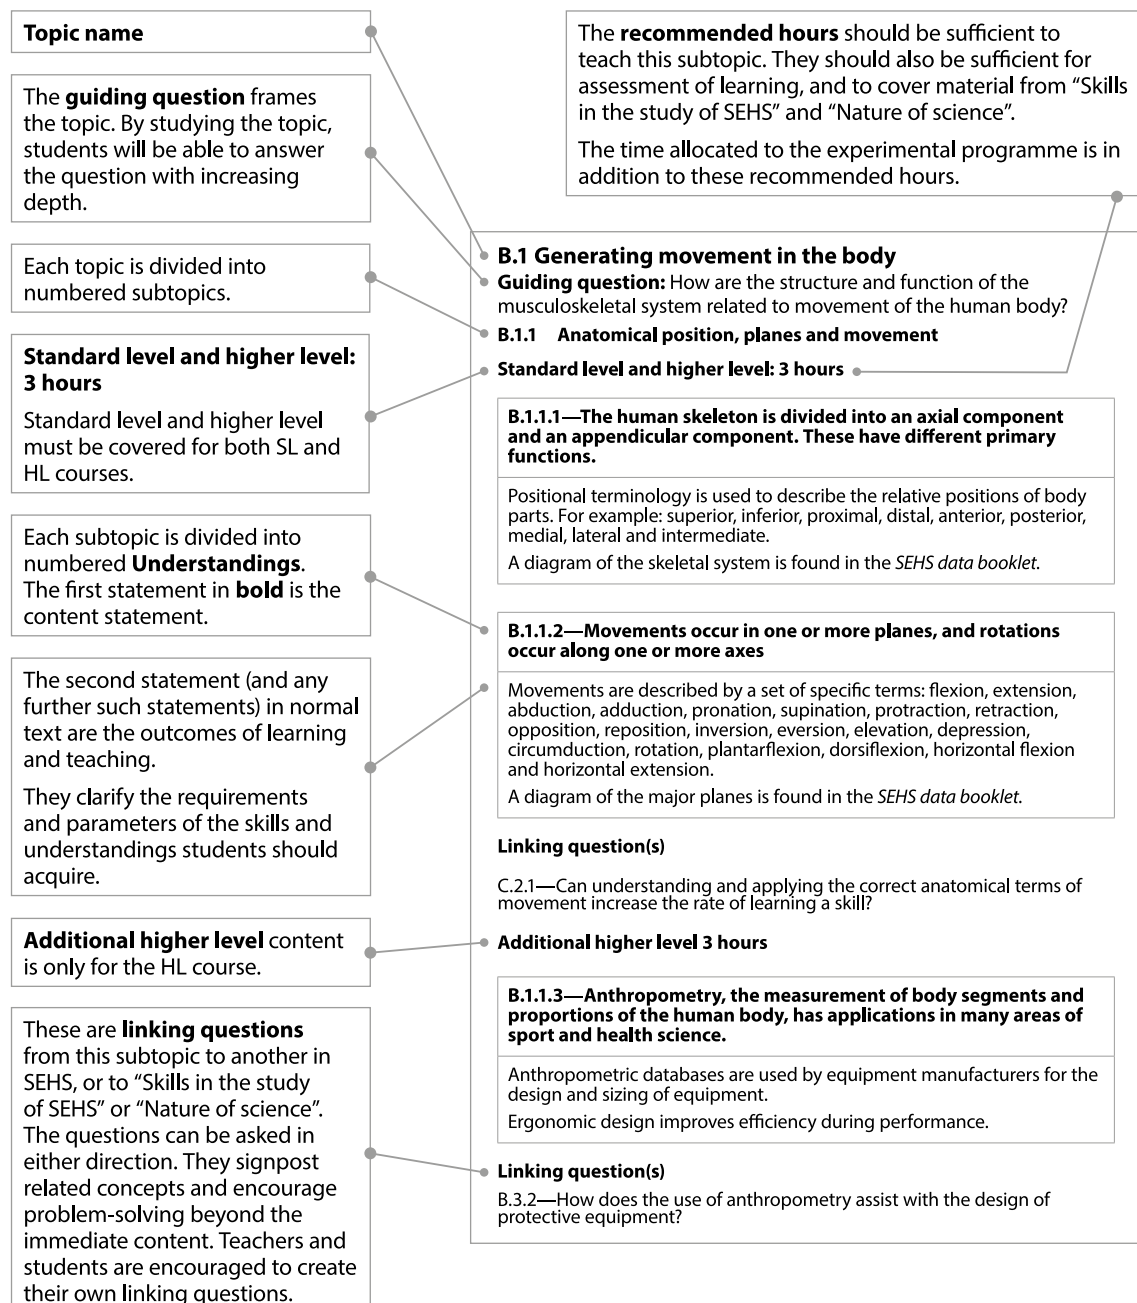 Topic name
The guiding question frames
the topic. By studying the topic,
students will be able to answer
the question with increasing
depth.
Each topic is divided into
numbered subtopics.
Standard level and higher level:
3 hours
Standard level and higher level
must be covered for both SL and
HL courses.
Each subtopic is divided into
numbered Understandings.
The first statement in bold is the
content statement.
The second statement (and any
further such statements) in normal
text are the outcomes of learning
and teaching.
They clarify the requirements
and parameters of the skills and
understandings students should
acquire.
Additional higher level content
is only for the HL course.
These are linking questions
from this subtopic to another in
SEHS, or to “Skills in the study
of SEHS” or “Nature of science”.
The questions can be asked in
either direction. They signpost
related concepts and encourage
problem-solving beyond the
immediate content. Teachers and
students are encouraged to create
their own linking questions.
The recommended hours should be sufficient to
teach this subtopic. They should also be sufficient for
assessment of learning, and to cover material from “Skills
in the study of SEHS” and “Nature of science”.
The time allocated to the experimental programme is in
addition to these recommended hours.
B.1 Generating movement in the body
Guiding question: How are the structure and function of the
musculoskeletal system related to movement of the human body?
B.1.1 Anatomical position, planes and movement
Standard level and higher level: 3 hours
B.1.1.1—The human skeleton is divided into an axial component
and an appendicular component. These have different primary
functions.
Positional terminology is used to describe the relative positions of body
parts. For example: superior, inferior, proximal, distal, anterior, posterior,
medial, lateral and intermediate.
A diagram of the skeletal system is found in the SEHS data booklet.
B.1.1.2—Movements occur in one or more planes, and rotations
occur along one or more axes
Movements are described by a set of specific terms: flexion, extension,
abduction, adduction, pronation, supination, protraction, retraction,
opposition, reposition, inversion, eversion, elevation, depression,
circumduction, rotation, plantarflexion, dorsiflexion, horizontal flexion
and horizontal extension.
A diagram of the major planes is found in the SEHS data booklet.
Linking question(s)
C.2.1—Can understanding and applying the correct anatomical terms of
movement increase the rate of learning a skill?
Additional higher level 3 hours
B.1.1.3—Anthropometry, the measurement of body segments and
proportions of the human body, has applications in many areas of
sport and health science.
Anthropometric databases are used by equipment manufacturers for the
design and sizing of equipment.
Ergonomic design improves efficiency during performance.
Linking question(s)
B.3.2—How does the use of anthropometry assist with the design of
protective equipment?